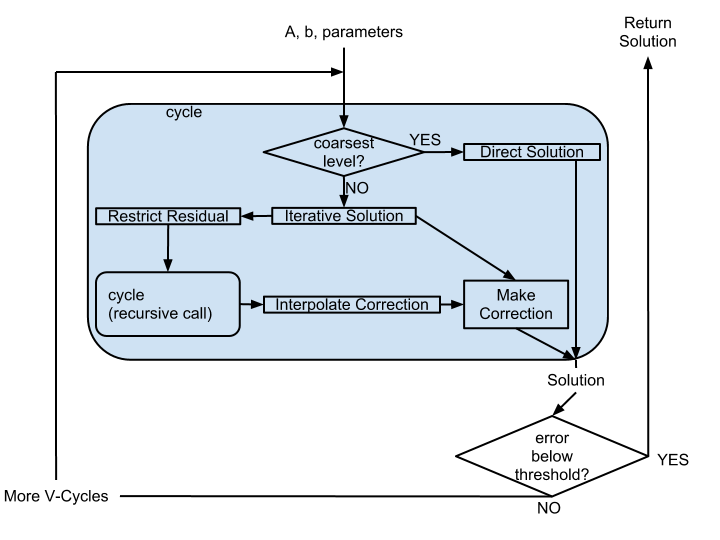 Return
Solution
A, b, parameters
cycle
coarsest
level?
YES
Direct Solution
NO
Restrict Residual
Iterative Solution
cycle
(recursive call)
Interpolate Correction
Make
Correction
Solution
error
below
threshold?
YES
More V-Cycles
NO